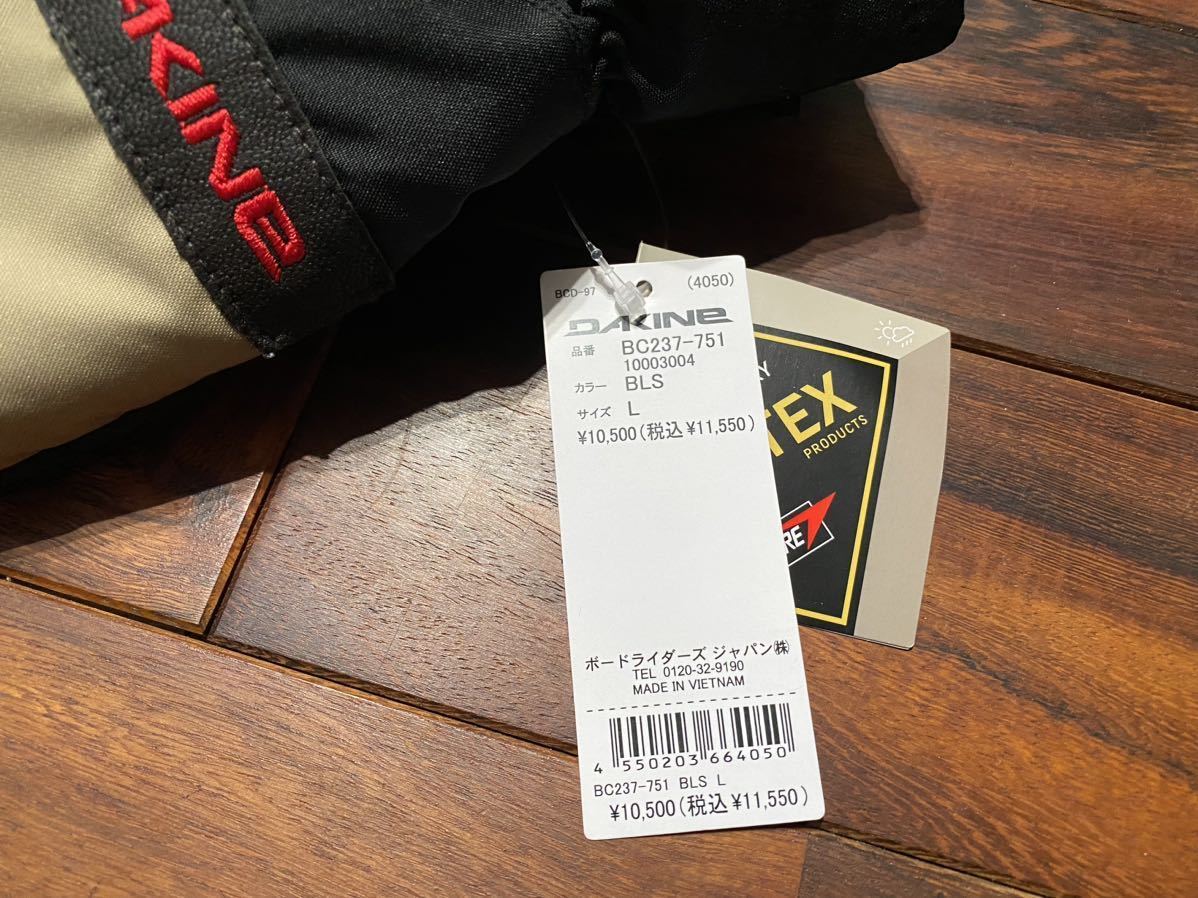 AKINE
BCD-97
(4050)
DAKINE
品番 BC237-751
10003004
カラー BLS
サイズ L
¥10,500(税込¥11,550)
ボードライダーズ ジャパン㈱
TEL 0120-32-9190
MADE IN VIETNAM
4 550203 664050
BC237-751 BLS L
¥10,500(税込¥11,550)
TEX
PRODUCTS